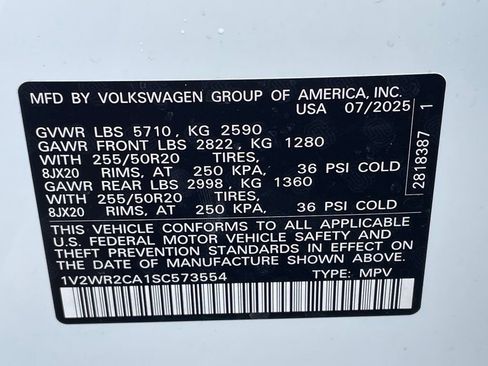 MFD BY VOLKSWAGEN GROUP OF AMERICA, INC.
USA 07/2025
GVWR LBS 5710, KG 2590
GAWR FRONT LBS 2822, KG 1280
WITH 255/50R20 TIRES,
8JX20 RIMS, AT 250 KPA, 36 PSI COLD
GAWR REAR LBS 2998, KG 1360
WITH 255/50R20 TIRES,
8JX20 RIMS, AT 250 KPA, 36 PSI COLD
THIS VEHICLE CONFORMS TO ALL APPLICABLE
U.S. FEDERAL MOTOR VEHICLE SAFETY AND
THEFT PREVENTION STANDARDS IN EFFECT
ON THE DATE OF MANUFACTURE SHOWN ABOVE.
1V2WR2CA1SC573554 TYPE: MPV
2818387 1